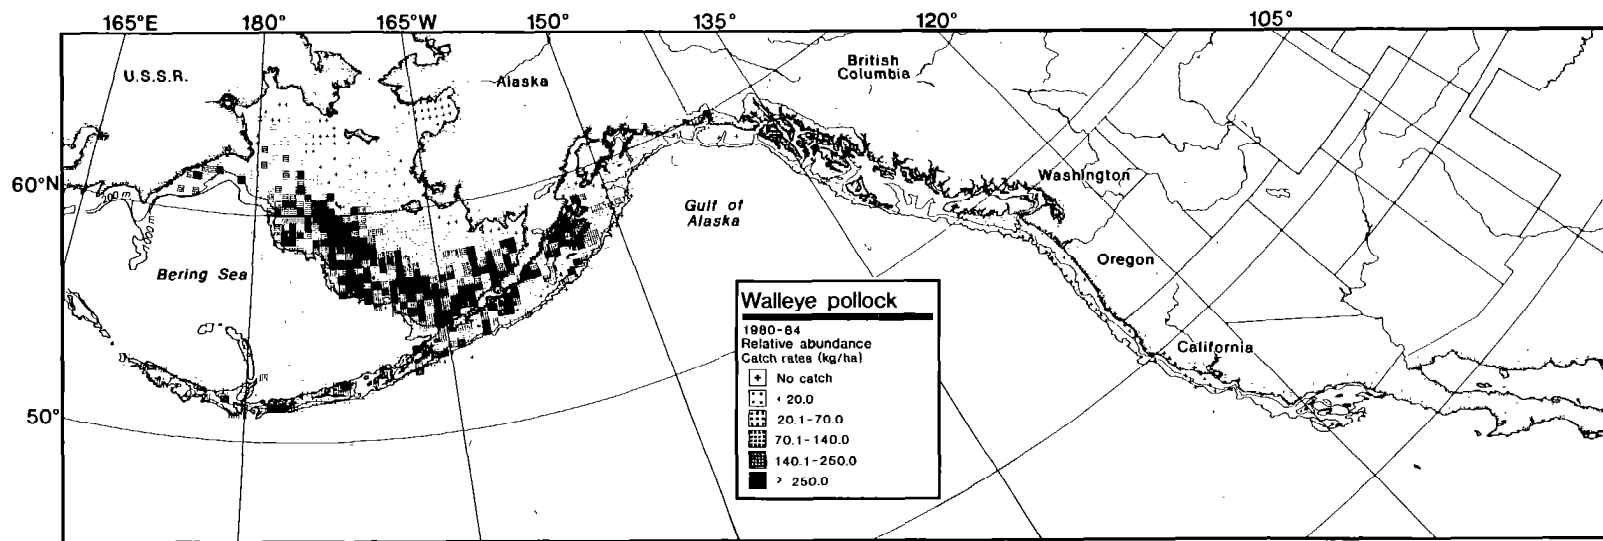 165°E 180° 165°W 150° 135° 120° 105°
U.S.S.R.
Alaska
British
Columbia
60°N
200 m
Washington
Gulf of
Alaska
Oregon
Bering Sea
California
50°
Walleye pollock
1980-84
Relative abundance
Catch rates (kg/ha)
+ No catch
< 20.0
20.1-70.0
70.1-140.0
140.1-250.0
> 250.0